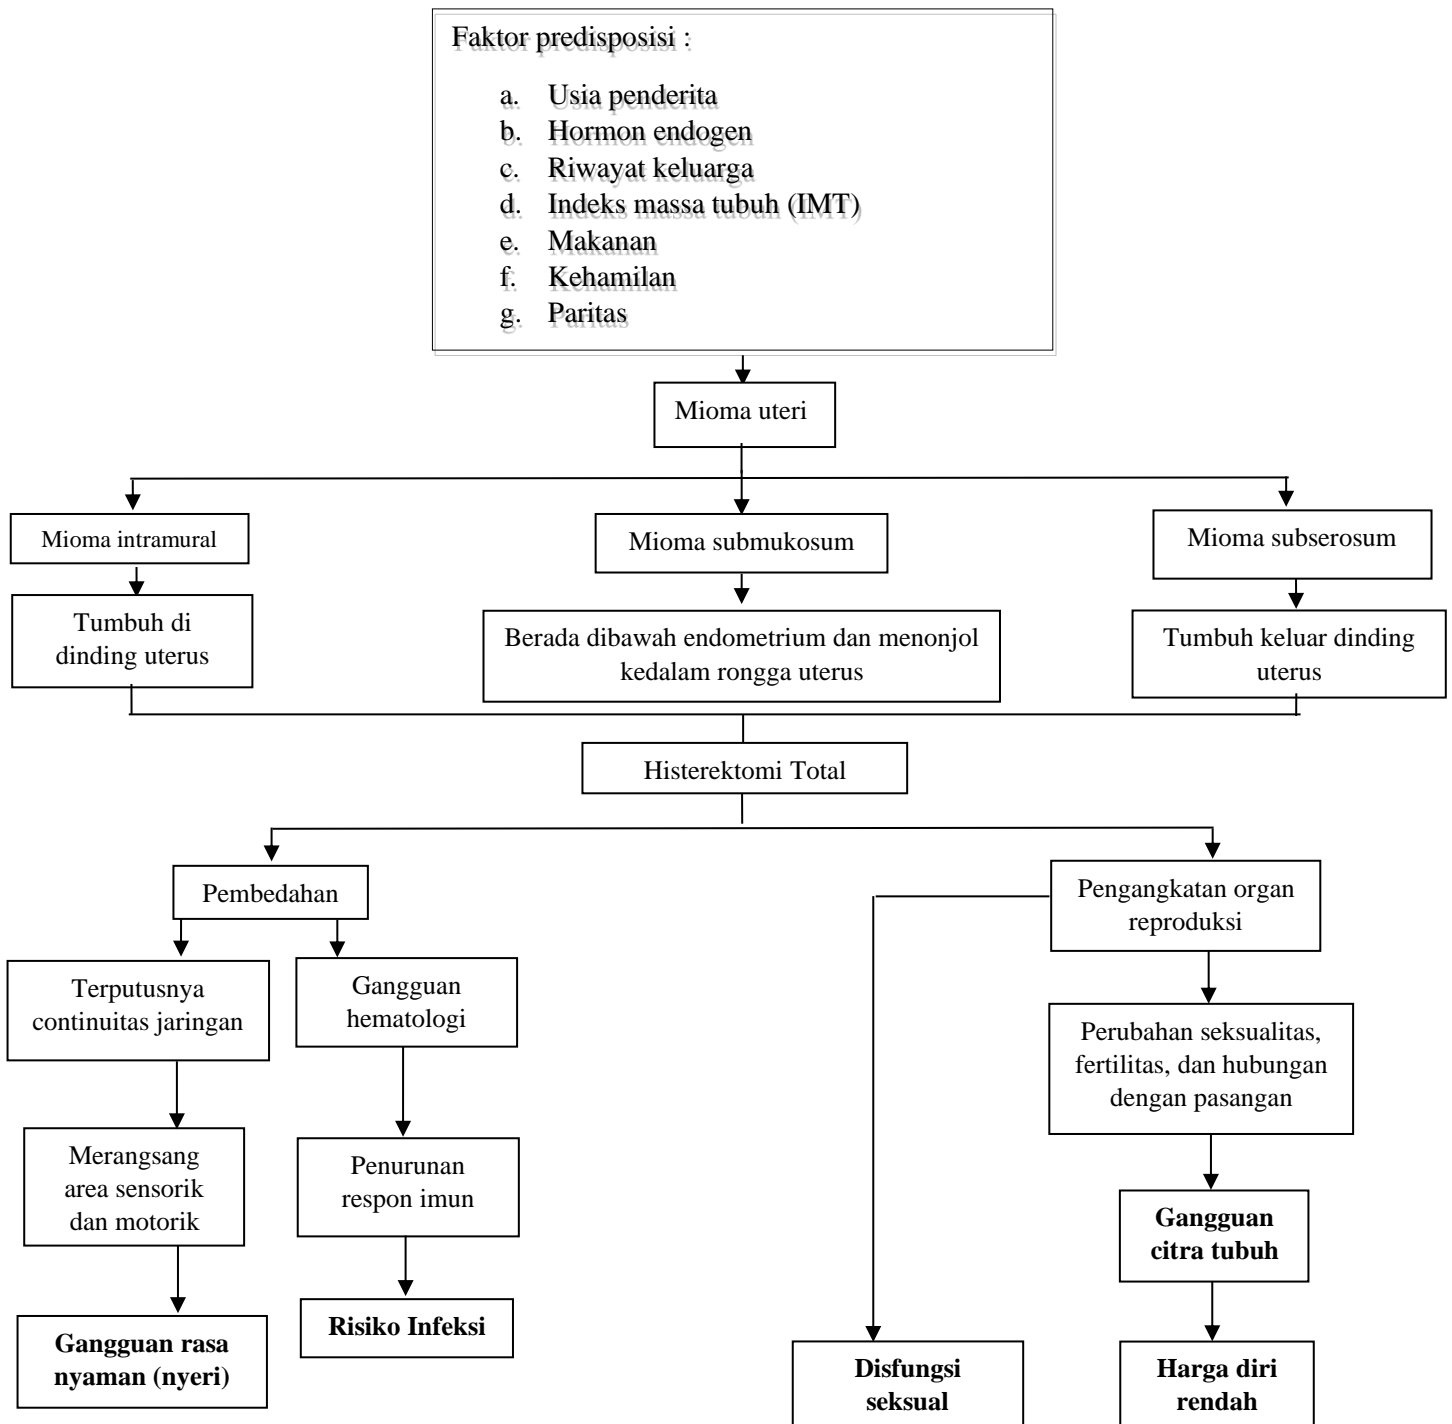 Faktor predisposisi :
a. Usia penderita
b. Hormon endogen
c. Riwayat keluarga
d. Indeks massa tubuh (IMT)
e. Makanan
f. Kehamilan
g. Paritas
Mioma uteri
Mioma intramural
Mioma submukosum
Mioma subserosum
Tumbuh di
dinding uterus
Berada dibawah endometrium dan menonjol
kedalam rongga uterus
Tumbuh keluar dinding
uterus
Histerektomi Total
Pembedahan
Pengangkatan organ
reproduksi
Terputusnya
continuitas jaringan
Gangguan
hematologi
Perubahan seksualitas,
fertilitas, dan hubungan
dengan pasangan
Merangsang
area sensorik
dan motorik
Penurunan
respon imun
Gangguan
citra tubuh
Gangguan rasa
nyaman (nyeri)
Risiko Infeksi
Disfungsi
seksual
Harga diri
rendah